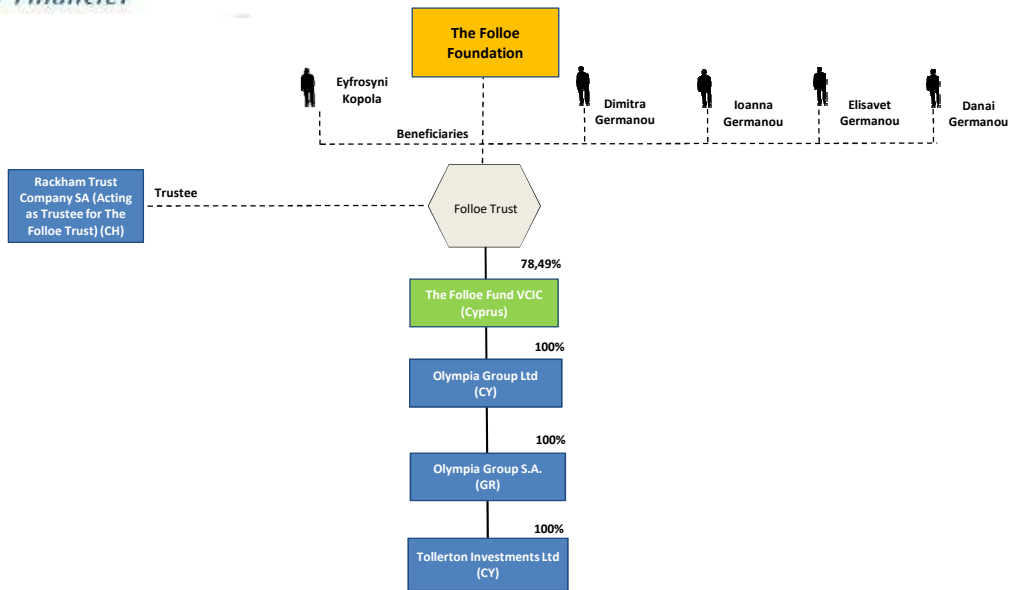 Financier
The Folloe
Foundation
Eyfrosyni
Kopola
Dimitra
Germanou
Ioanna
Germanou
Elisavet
Germanou
Danai
Germanou
Beneficiaries
Rackham Trust
Company SA (Acting
as Trustee for The
Folloe Trust) (CH)
Trustee
Folloe Trust
78,49%
The Folloe Fund VCIC
(Cyprus)
100%
Olympia Group Ltd
(CY)
100%
Olympia Group S.A.
(GR)
100%
Tollerton Investments Ltd
(CY)